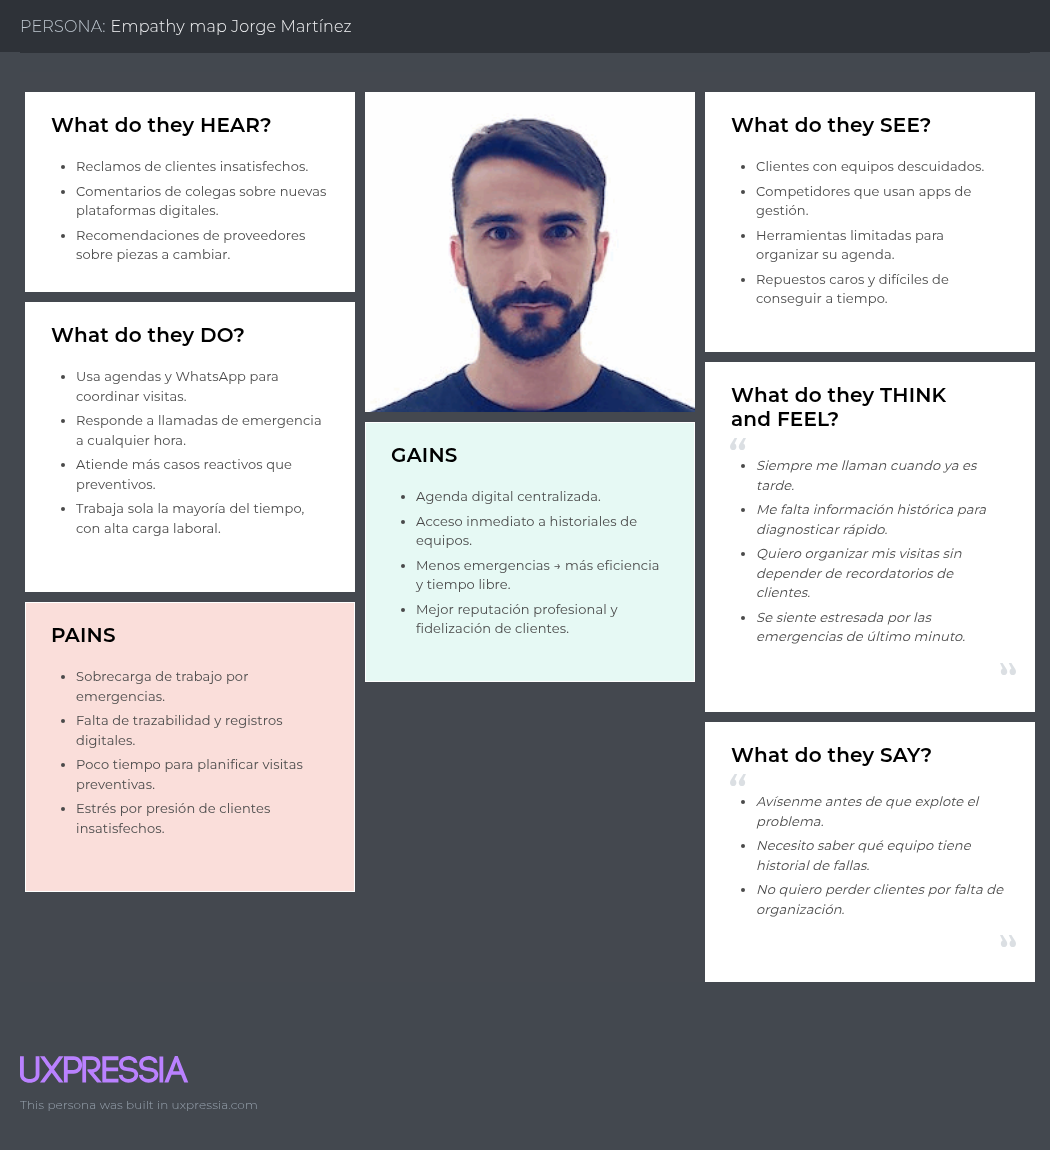 PERSONA: Empathy map Jorge Martínez
What do they HEAR?
• Reclamos de clientes insatisfechos.
• Comentarios de colegas sobre nuevas
plataformas digitales.
• Recomendaciones de proveedores
sobre piezas a cambiar.
What do they DO?
• Usa agendas y WhatsApp para
coordinar visitas.
• Responde a llamadas de emergencia
a cualquier hora.
• Atiende más casos reactivos que
preventivos.
• Trabaja sola la mayoría del tiempo,
con alta carga laboral.
PAINS
• Sobrecarga de trabajo por
emergencias.
• Falta de trazabilidad y registros
digitales.
• Poco tiempo para planificar visitas
preventivas.
• Estrés por presión de clientes
insatisfechos.
GAINS
• Agenda digital centralizada.
• Acceso inmediato a historiales de
equipos.
• Menos emergencias → más eficiencia
y tiempo libre.
• Mejor reputación profesional y
fidelización de clientes.
What do they SEE?
• Clientes con equipos descuidados.
• Competidores que usan apps de
gestión.
• Herramientas limitadas para
organizar su agenda.
• Repuestos caros y difíciles de
conseguir a tiempo.
What do they THINK
and FEEL?
“
• Siempre me llaman cuando ya es
tarde.
• Me falta información histórica para
diagnosticar rápido.
• Quiero organizar mis visitas sin
depender de recordatorios de
clientes.
• Se siente estresada por las
emergencias de último minuto.
”
What do they SAY?
“
• Avísenme antes de que explote el
problema.
• Necesito saber qué equipo tiene
historial de fallas.
• No quiero perder clientes por falta de
organización.
”
UXPRESSIA
This persona was built in uxpressia.com